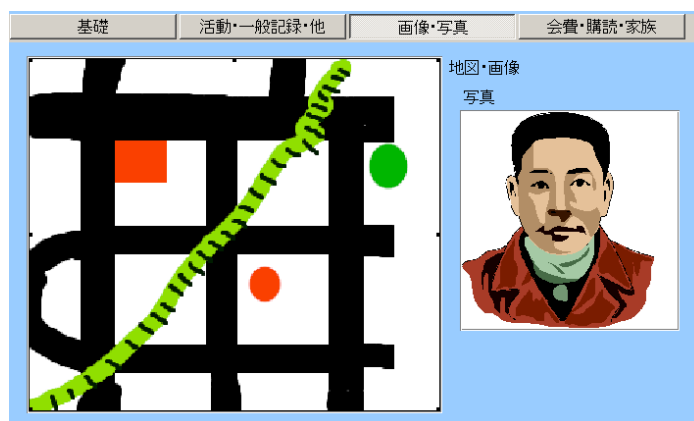 基礎
活動･一般記録･他
画像･写真
会費･購読･家族
地図･画像
写真